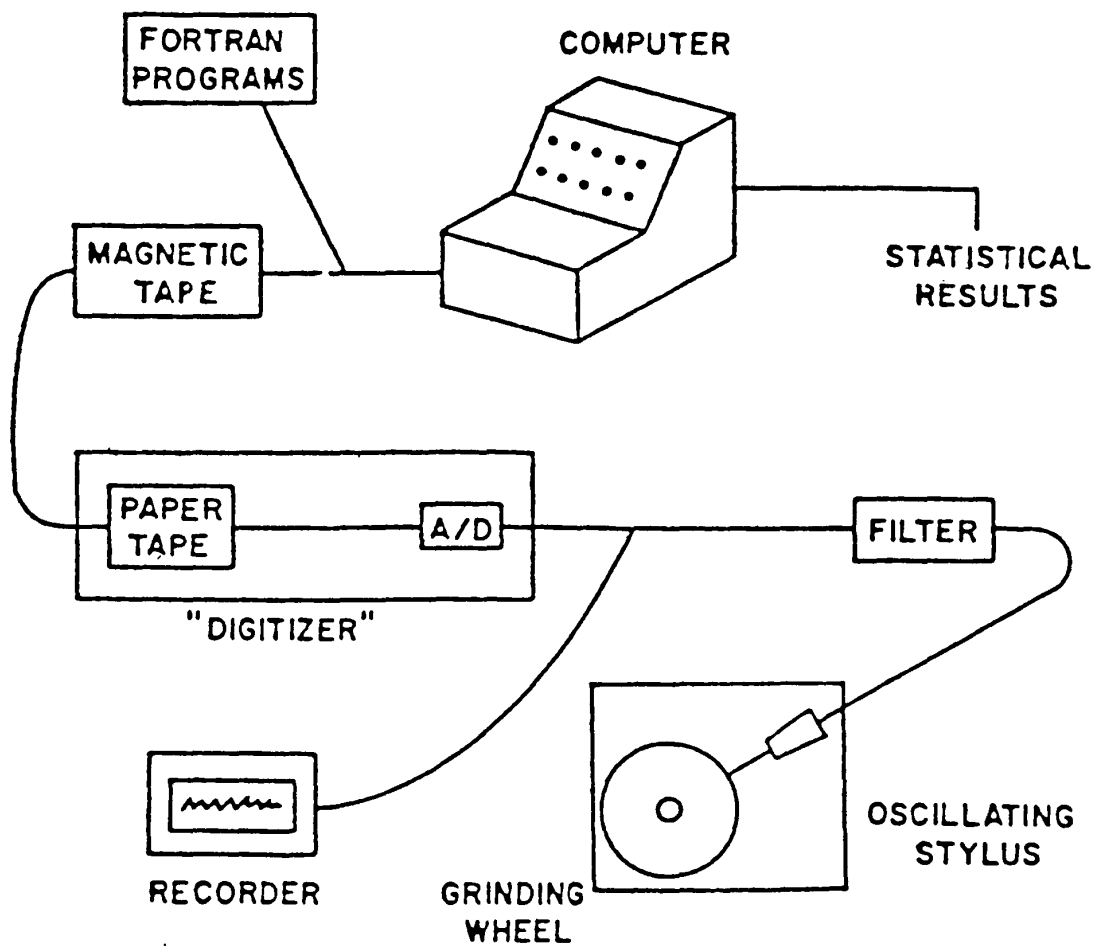 FORTRAN
PROGRAMS
COMPUTER
MAGNETIC
TAPE
STATISTICAL
RESULTS
PAPER
TAPE
A/D
FILTER
"DIGITIZER"
RECORDER
GRINDING
WHEEL
OSCILLATING
STYLUS